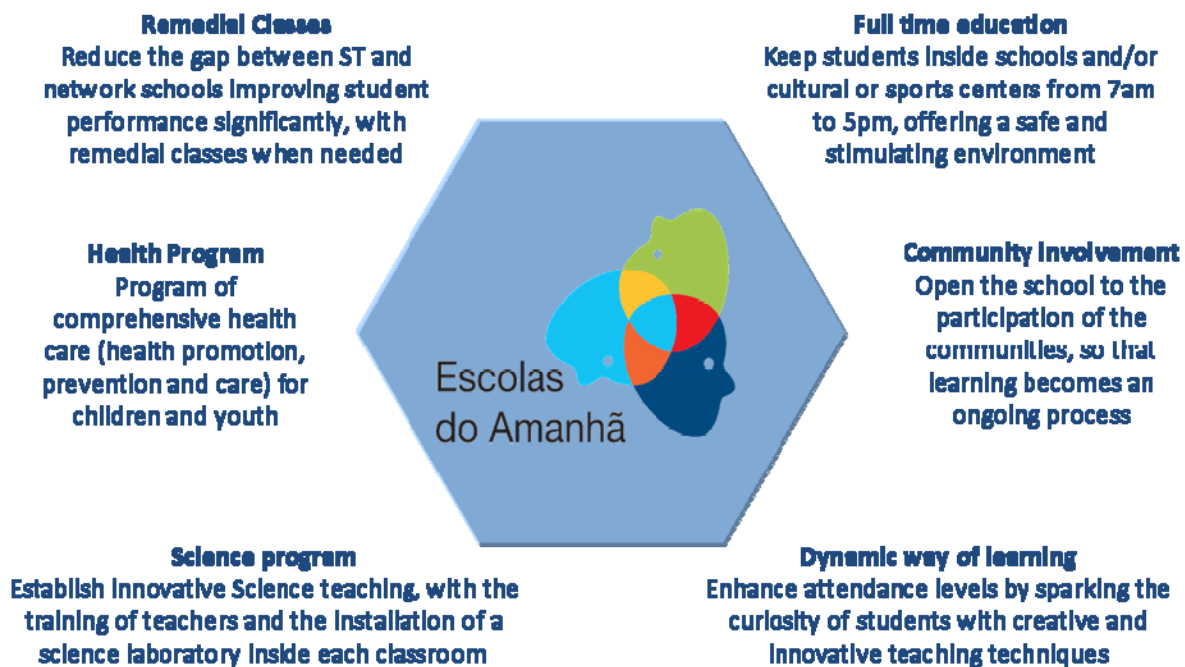 Remedial Classes
Reduce the gap between ST and
network schools improving student
performance significantly, with
remedial classes when needed
Full time education
Keep students inside schools and/or
cultural or sports centers from 7am
to 5pm, offering a safe and
stimulating environment
Health Program
Program of
comprehensive health
care (health promotion,
prevention and care) for
children and youth
Community involvement
Open the school to the
participation of the
communities, so that
learning becomes an
ongoing process
Escolas
do Amanhã
Science program
Establish innovative Science teaching, with the
training of teachers and the installation of a
science laboratory inside each classroom
Dynamic way of learning
Enhance attendance levels by sparking the
curiosity of students with creative and
innovative teaching techniques